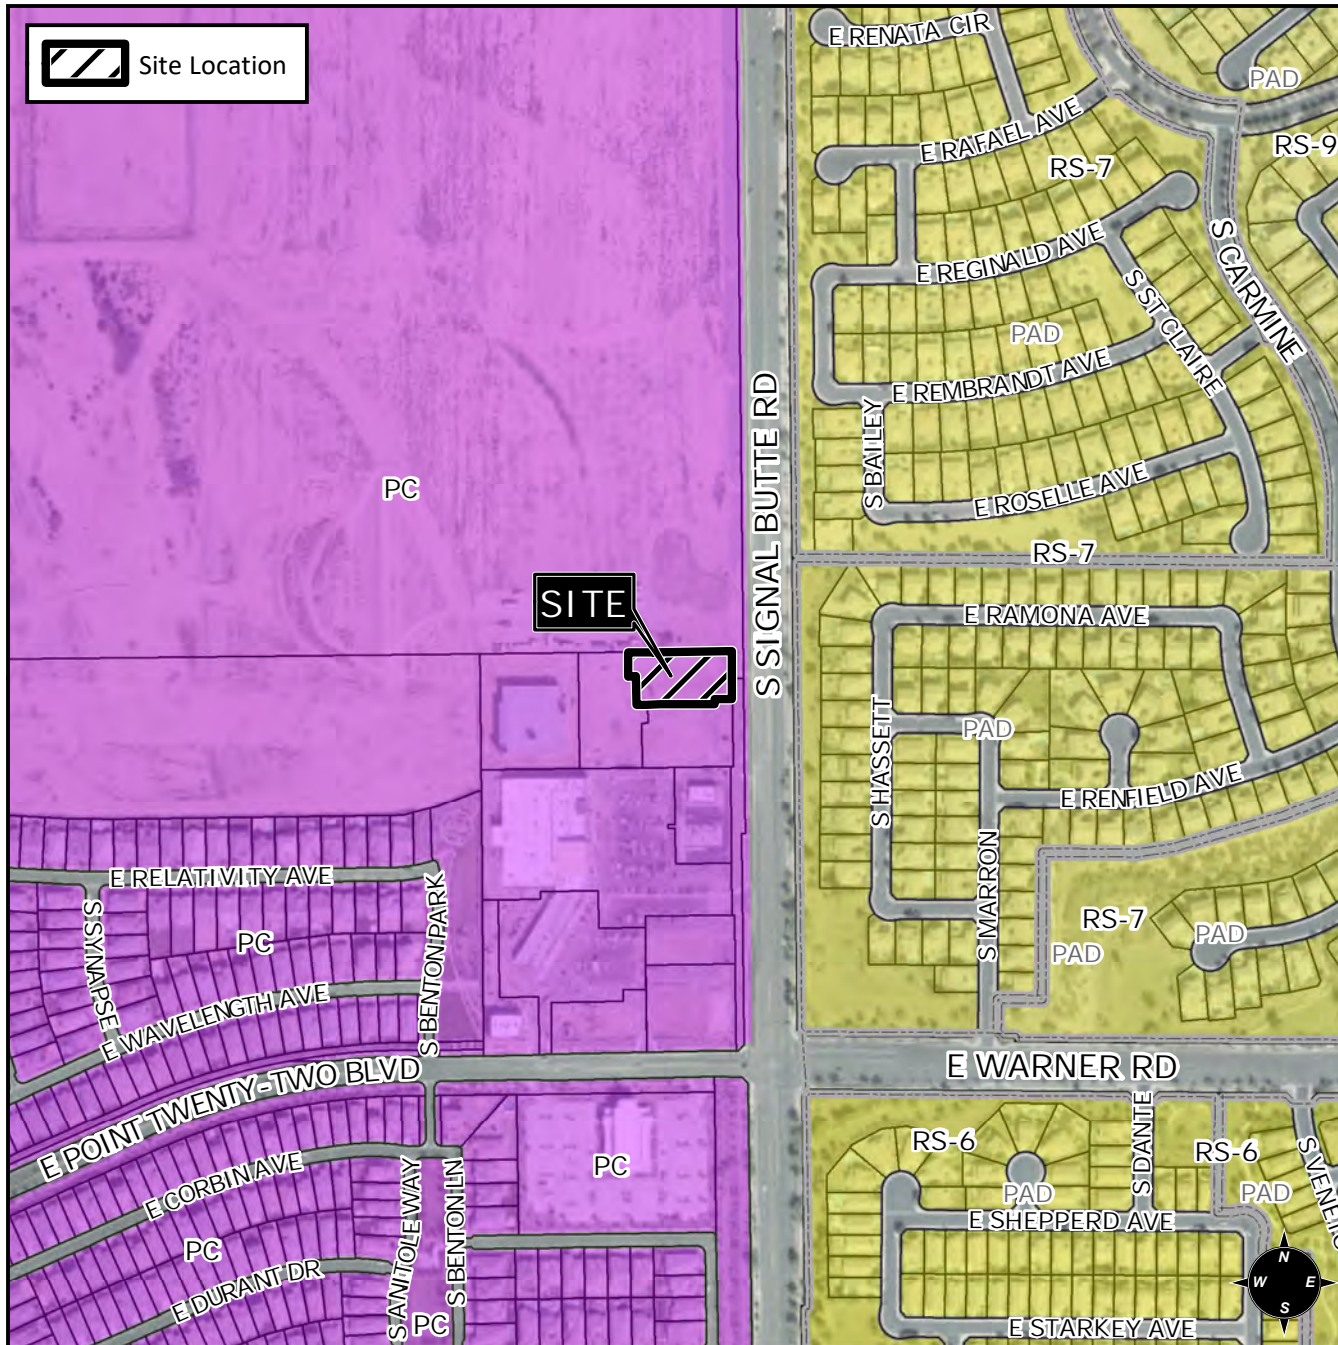 Site Location
E RENATA CIR
PAD
E RAFAEL AVE
RS-7
RS-9
S CARMINE
E REGINALD AVE
S ST CLAIRE
PAD
E REMBRANDT AVE
S BAILEY
E ROSELLE AVE
PC
S SIGNAL BUTTE RD
RS-7
SITE
E RAMONA AVE
S HASSETT
PAD
E RENFIELD AVE
S MARRON
RS-7
PAD
PAD
E RELATIVITY AVE
S SYNAPSE
PC
S BENTON PARK
E WAVELENGTH AVE
E POINT TWENTY-TWO BLVD
E WARNER RD
E CORBIN AVE
PC
PC
S ANITOLE WAY
S BENTON LN
E DURANT DR
PC
RS-6
S DANTE
RS-6
PAD
PAD
E SHEPPERD AVE
E STARKEY AVE
N
W
E
S